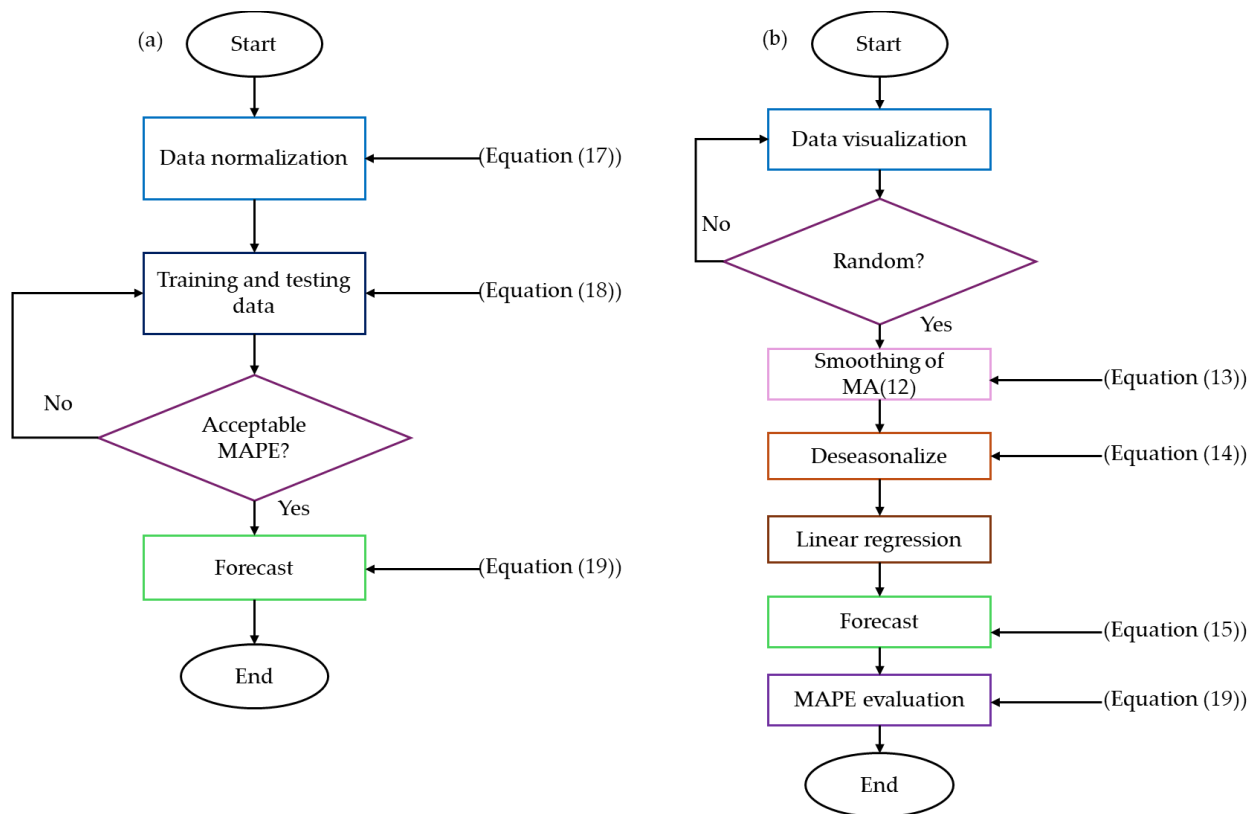 (a)
Start
Data normalization
(Equation (17))
Training and testing
data
(Equation (18))
No
Acceptable
MAPE?
Yes
Forecast
(Equation (19))
End
(b)
Start
Data visualization
No
Random?
Yes
Smoothing of
MA(12)
(Equation (13))
Deseasonalize
(Equation (14))
Linear regression
Forecast
(Equation (15))
MAPE evaluation
(Equation (19))
End